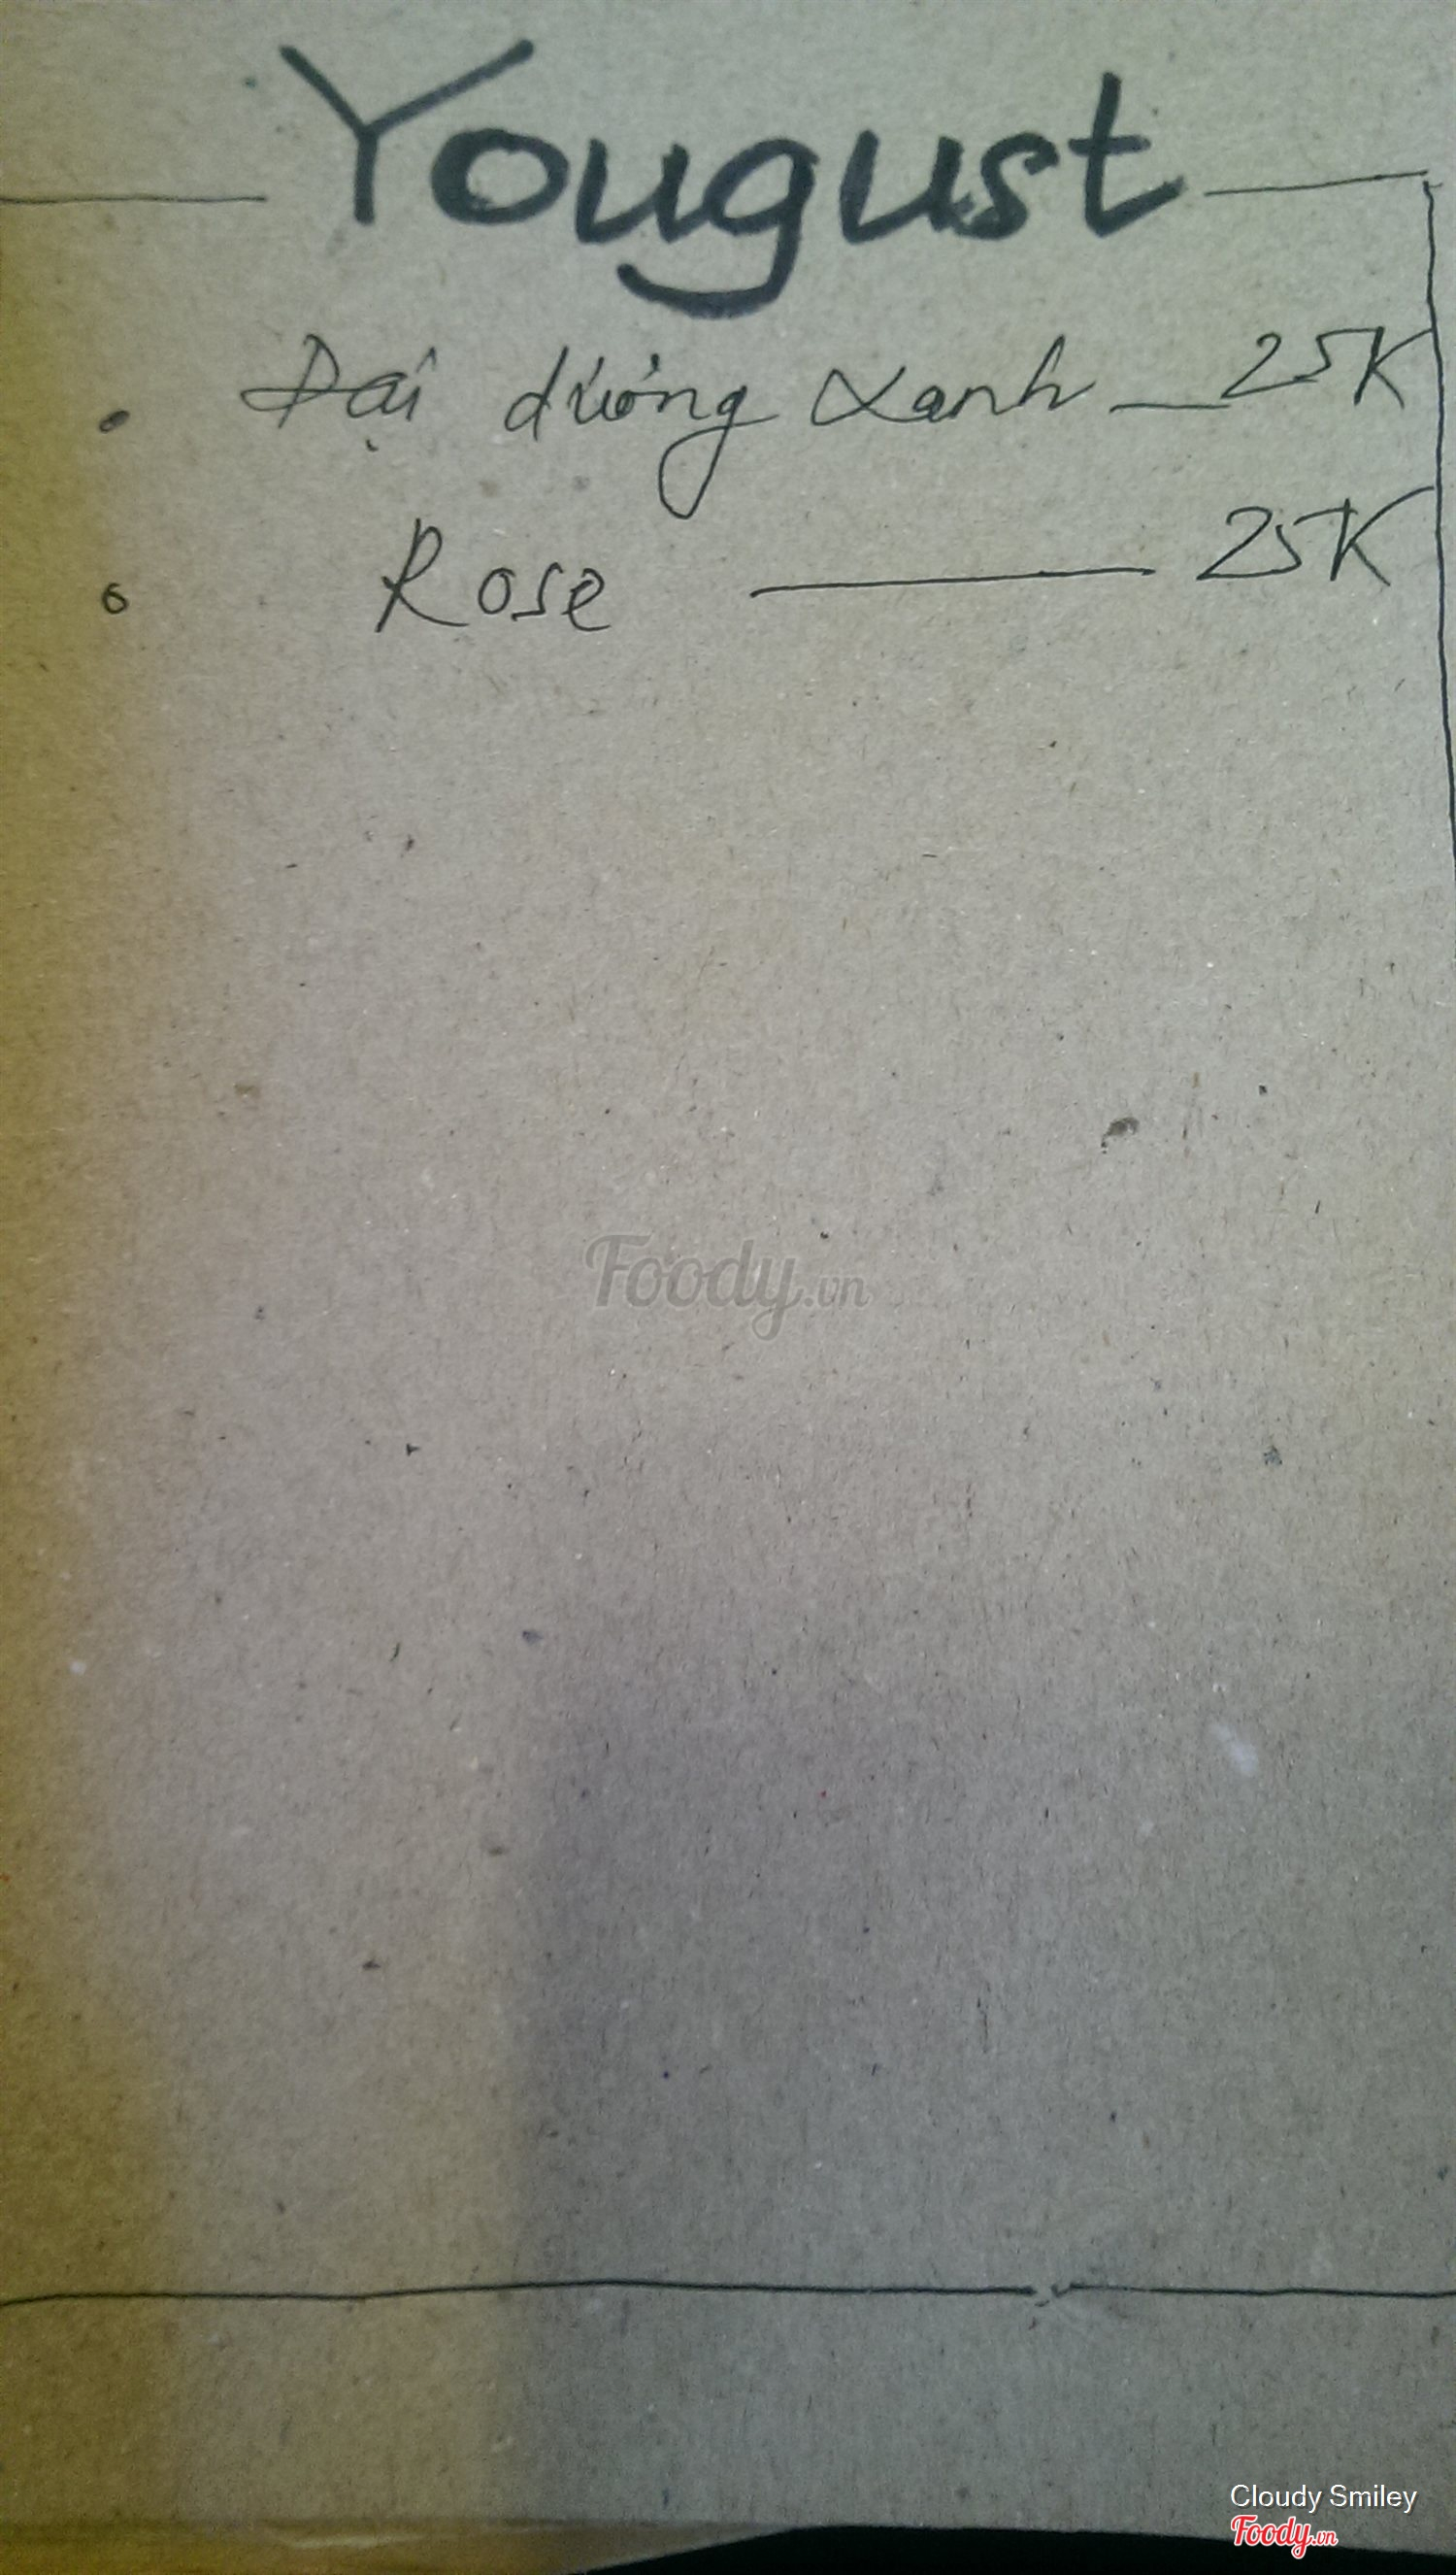 Yougust
Đại dương xanh 25K
Rose 25K
Foody.vn
Cloudy Smiley
Foody.vn